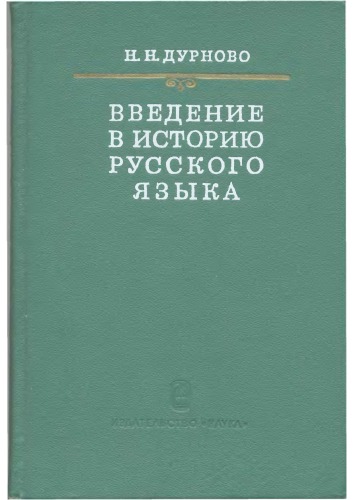 Н. Н. ДУРНОВО
ВВЕДЕНИЕ
В ИСТОРИЮ
РУССКОГО
ЯЗЫКА
ИЗДАТЕЛЬСТВО «НАУКА»